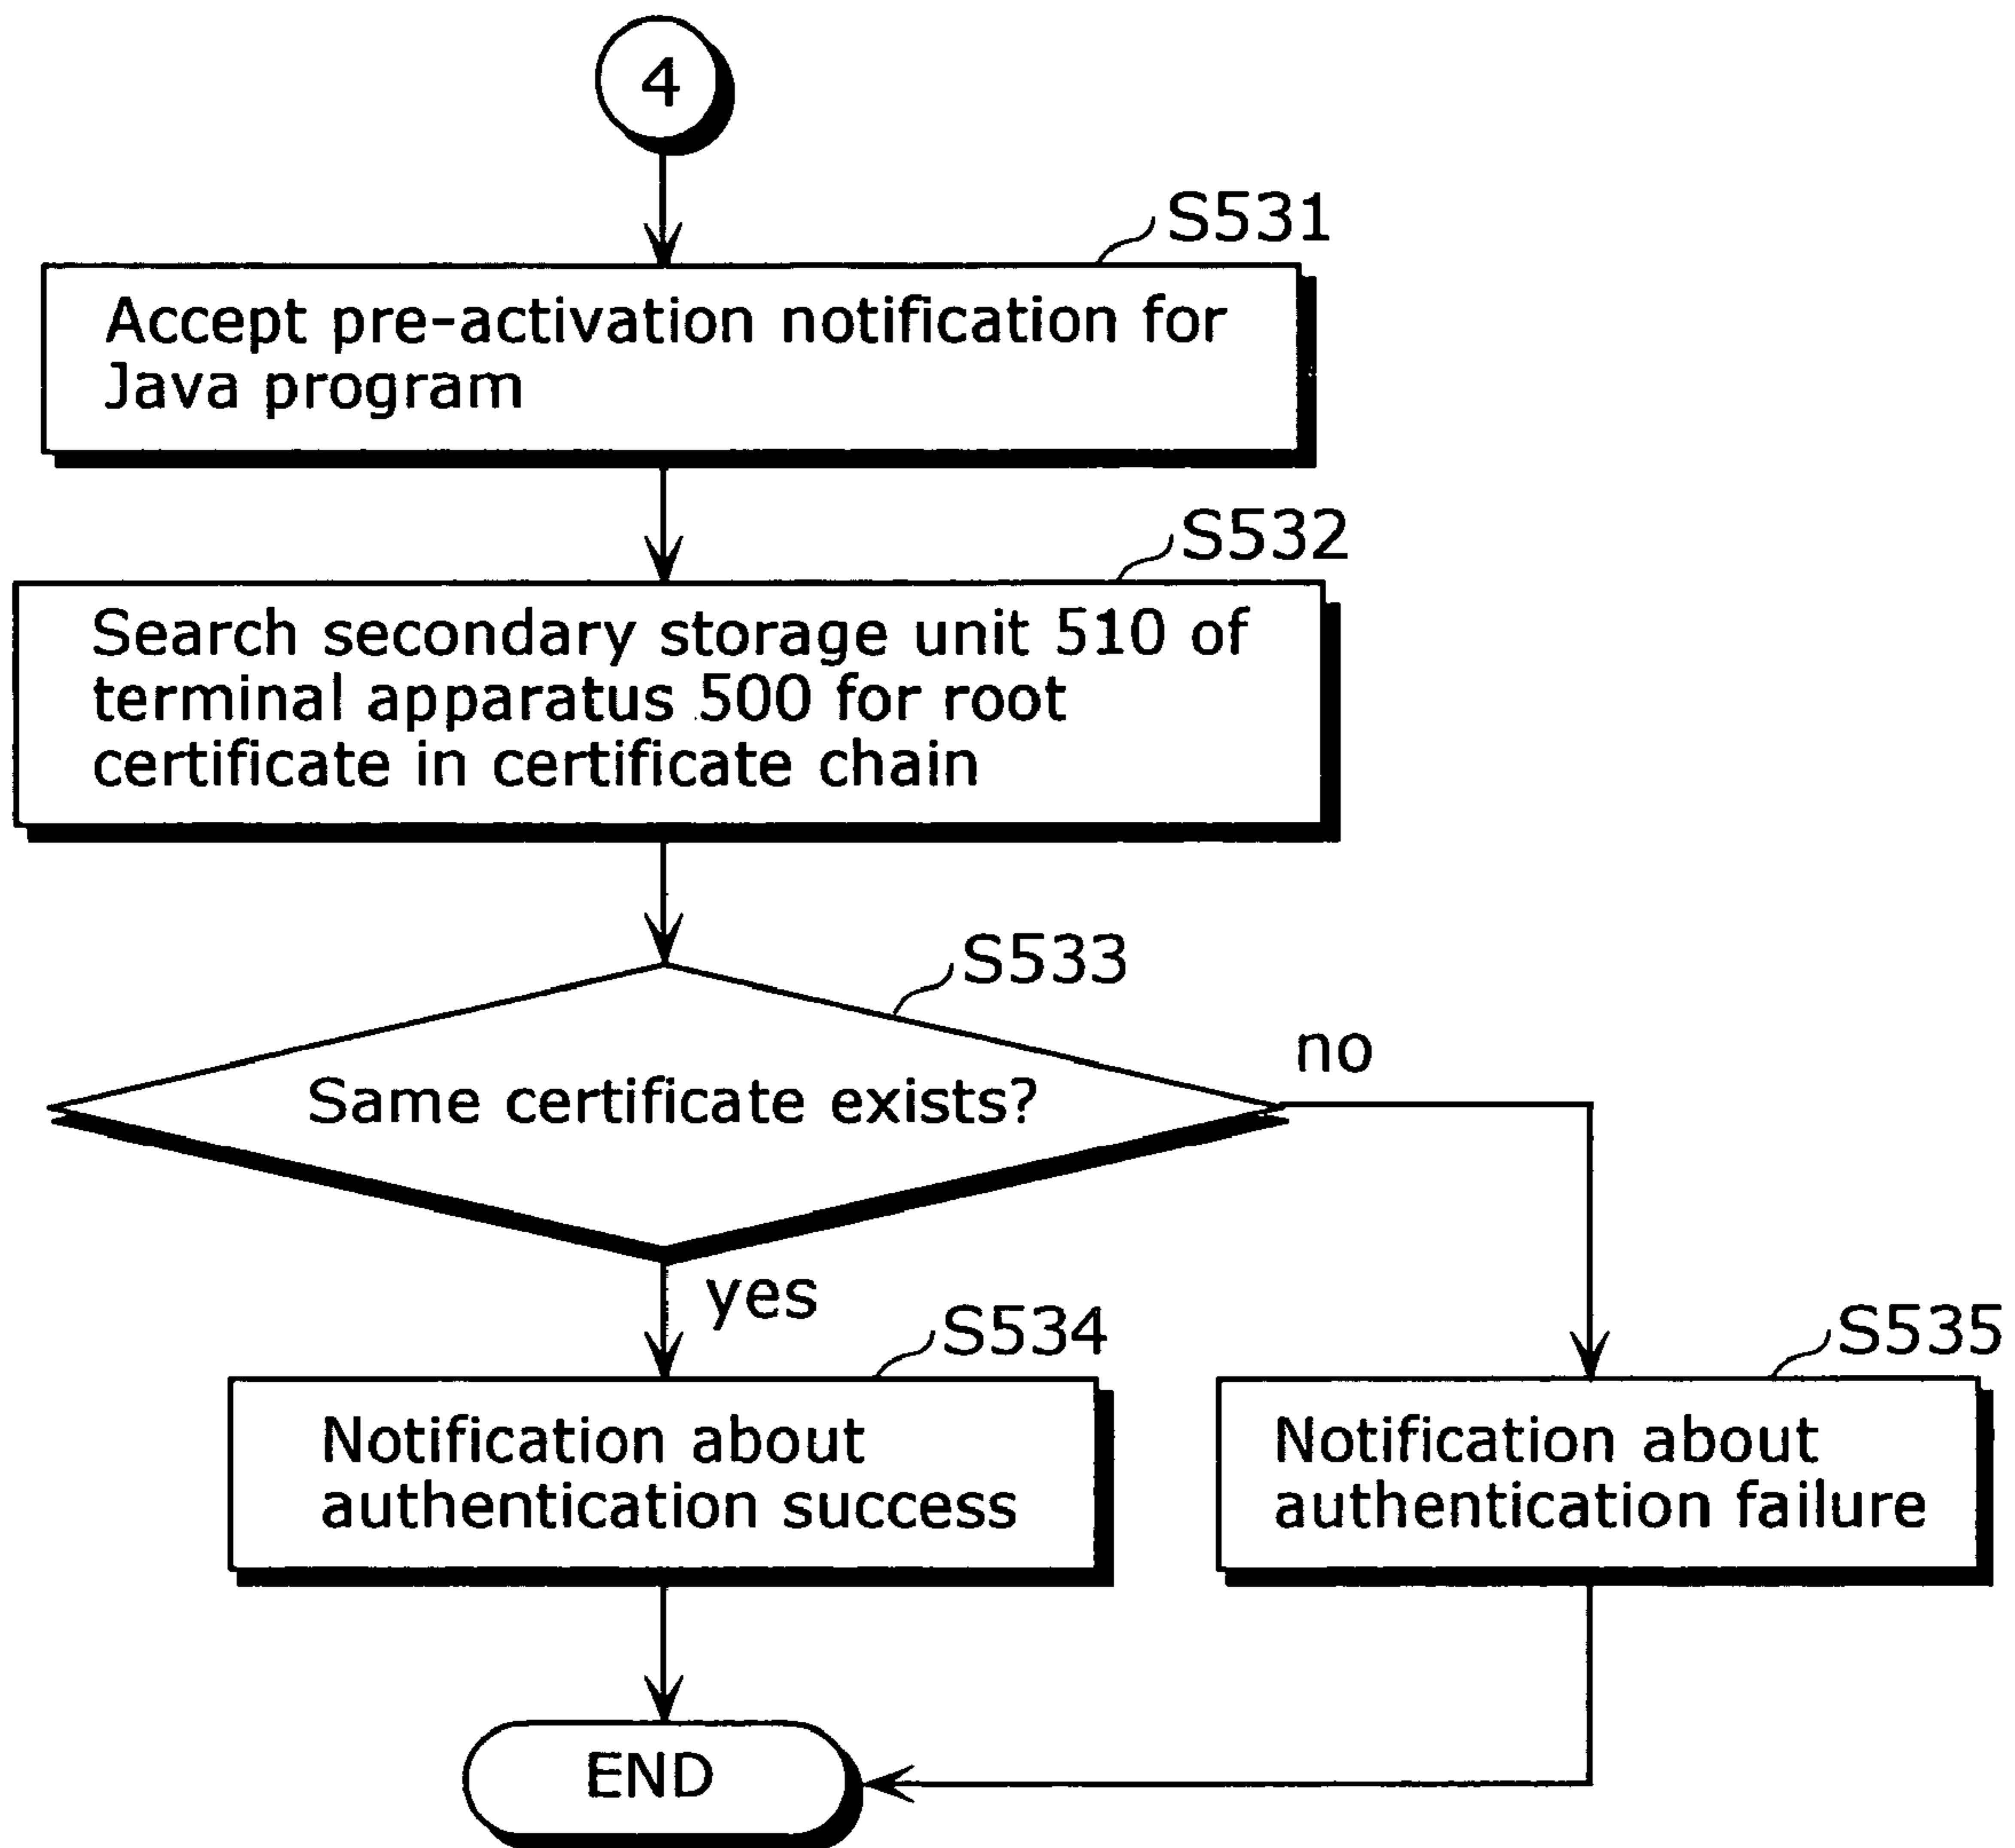 4
S531
Accept pre-activation notification for
Java program
S532
Search secondary storage unit 510 of
terminal apparatus 500 for root
certificate in certificate chain
S533
Same certificate exists?
no
yes
S534
Notification about
authentication success
S535
Notification about
authentication failure
END